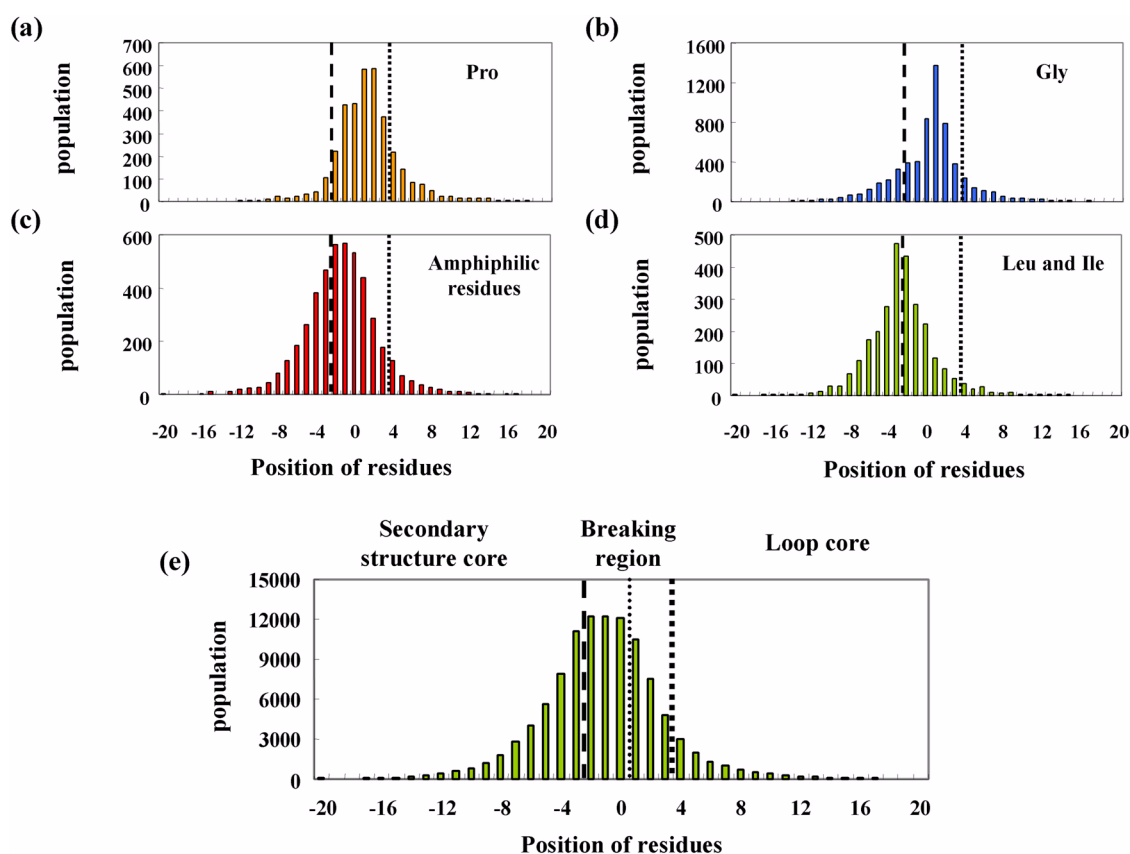 (a)
700
600
500
400
300
200
100
0
population
Pro
(b)
1600
1200
800
400
0
population
Gly
(c)
600
400
200
0
population
Amphiphilic
residues
-20 -16 -12 -8 -4 0 4 8 12 16 20
Position of residues
(d)
500
400
300
200
100
0
population
Leu and Ile
-20 -16 -12 -8 -4 0 4 8 12 16 20
Position of residues
(e)
Secondary
structure core
Breaking
region
Loop core
15000
12000
9000
6000
3000
0
population
-20 -16 -12 -8 -4 0 4 8 12 16 20
Position of residues